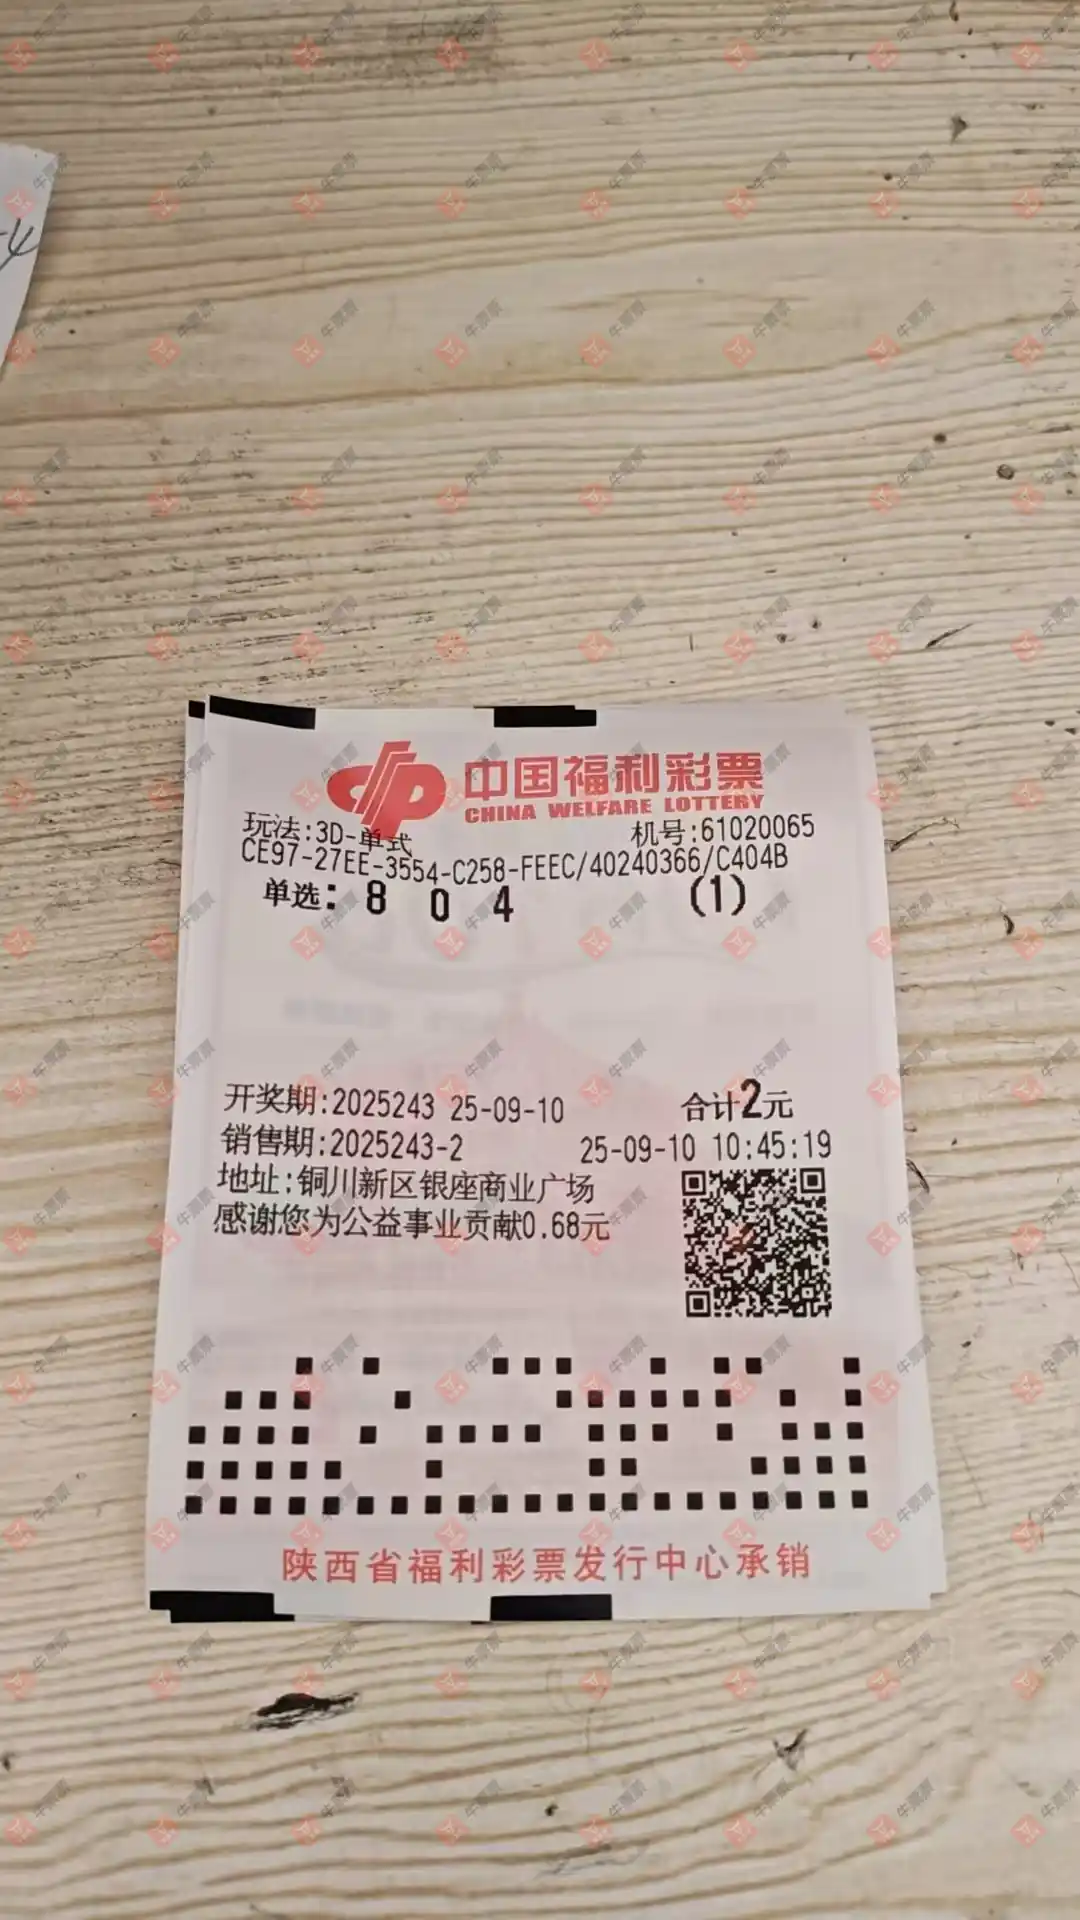 中国福利彩票
CHINA WELFARE LOTTERY
玩法:3D-单式 机号:61020065
CE97-27EE-3554-C258-FEEC/40240366/C404B
单选: 8 0 4 (1)
开奖期:2025243 25-09-10 合计2元
销售期:2025243-2 25-09-10 10:45:19
地址:铜川新区银座商业广场
感谢您为公益事业贡献0.68元
陕西省福利彩票发行中心承销
牛票票